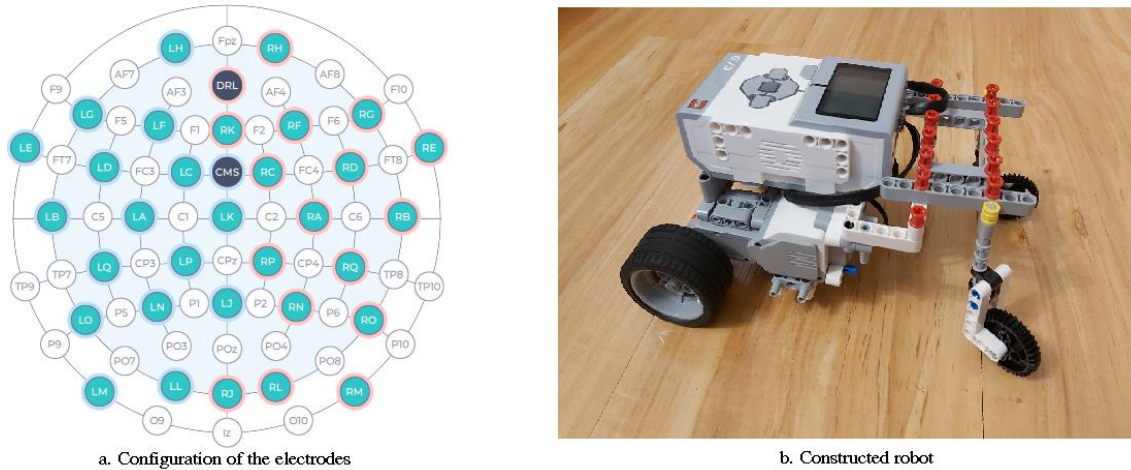 LH Fpz RH
AF7 DRL AF8
F9 AF3 AF4 F10
LG F5 LF F1 RK F2 RF F6 RG
LE FT7 LD FC3 LC CMS RC FC4 RD FT8 RE
LB C5 LA C1 LK C2 RA C6 RB
TP9 TP7 LQ CP3 LP CPz RP CP4 RQ TP8 TP10
LO P5 LN P1 LJ P2 RN P6 RO
P9 PO7 PO3 POz PO4 PO8 P10
LM LL RJ RL RM
O9 Iz O10
a. Configuration of the electrodes
EV3
b. Constructed robot